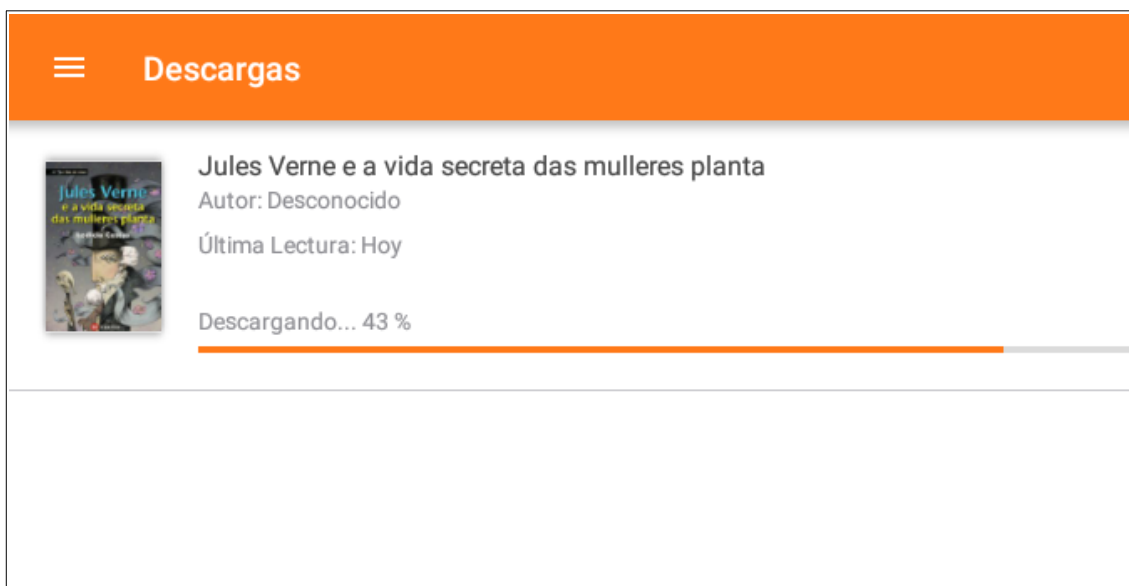 Descargas
Jules Verne e a vida secreta das mulleres planta
Autor: Desconocido
Última Lectura: Hoy
Descargando... 43 %
Jules Verne
e a vida secreta
das mulleres planta